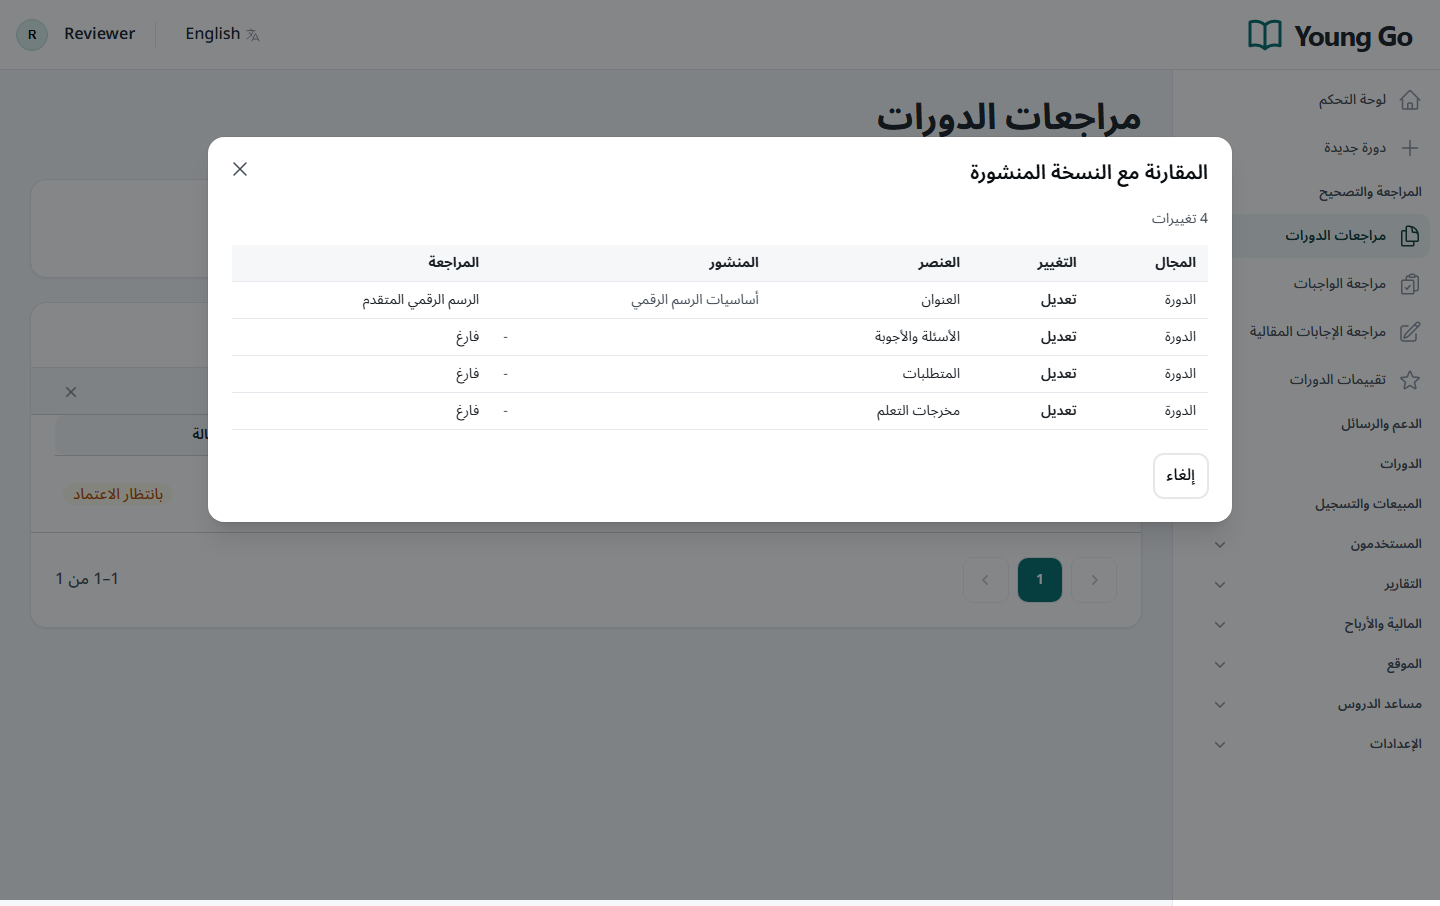 Young Go
English
Reviewer
R
لوحة التحكم
دورة جديدة
المراجعة والتصحيح
مراجعات الدورات
مراجعة الواجبات
مراجعة الإجابات المقالية
تقييمات الدورات
الدعم والرسائل
الدورات
المبيعات والتسجيل
المستخدمون
التقارير
المالية والأرباح
الموقع
مساعد الدروس
الإعدادات
مراجعات الدورات
المقارنة مع النسخة المنشورة
4 تغييرات
المجال التغيير العنصر المنشور المراجعة
الدورة تعديل العنوان أساسيات الرسم الرقمي الرسم الرقمي المتقدم
الدورة تعديل الأسئلة والأجوبة - فارغ
الدورة تعديل المتطلبات - فارغ
الدورة تعديل مخرجات التعلم - فارغ
إلغاء
بانتظار الاعتماد
1
1–1 من 1